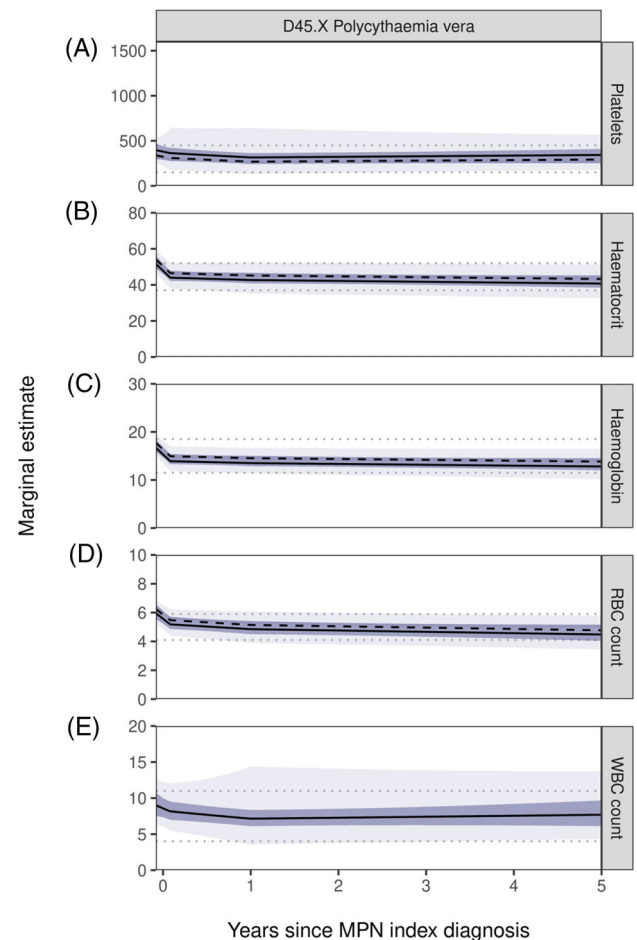 D45.X Polycythaemia vera
(A)
1500
1000
500
0
Platelets
(B)
80
60
40
20
0
Haematocrit
(C)
30
20
10
0
Haemoglobin
(D)
10
8
6
4
2
0
RBC count
(E)
20
15
10
5
0
WBC count
Marginal estimate
0 1 2 3 4 5
Years since MPN index diagnosis